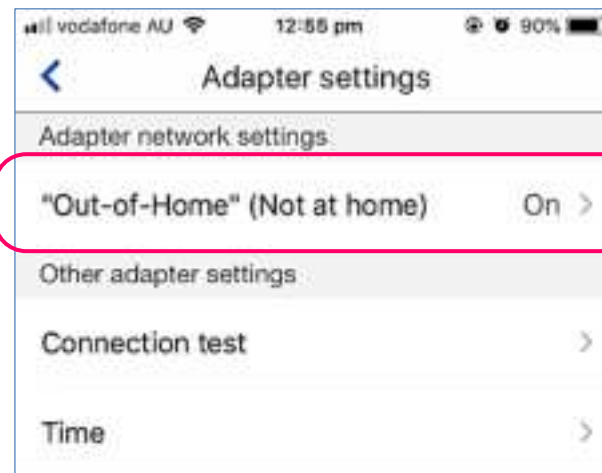 vodafone AU 12:55 pm 90%
Adapter settings
Adapter network settings
"Out-of-Home" (Not at home) On
Other adapter settings
Connection test
Time